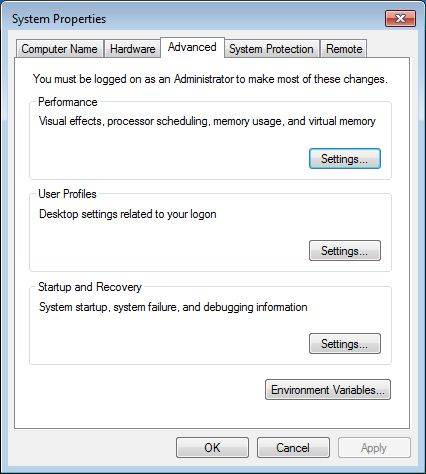 System Properties
Computer Name Hardware Advanced System Protection Remote
You must be logged on as an Administrator to make most of these changes.
Performance
Visual effects, processor scheduling, memory usage, and virtual memory
Settings...
User Profiles
Desktop settings related to your logon
Settings...
Startup and Recovery
System startup, system failure, and debugging information
Settings...
Environment Variables...
OK Cancel Apply